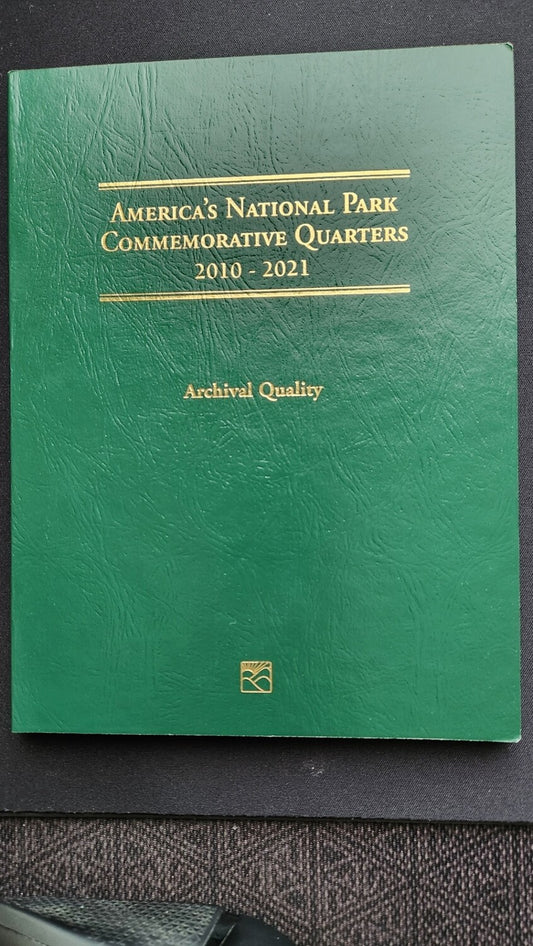 America's National Park
Commemorative Quarters
2010 - 2021
Archival Quality